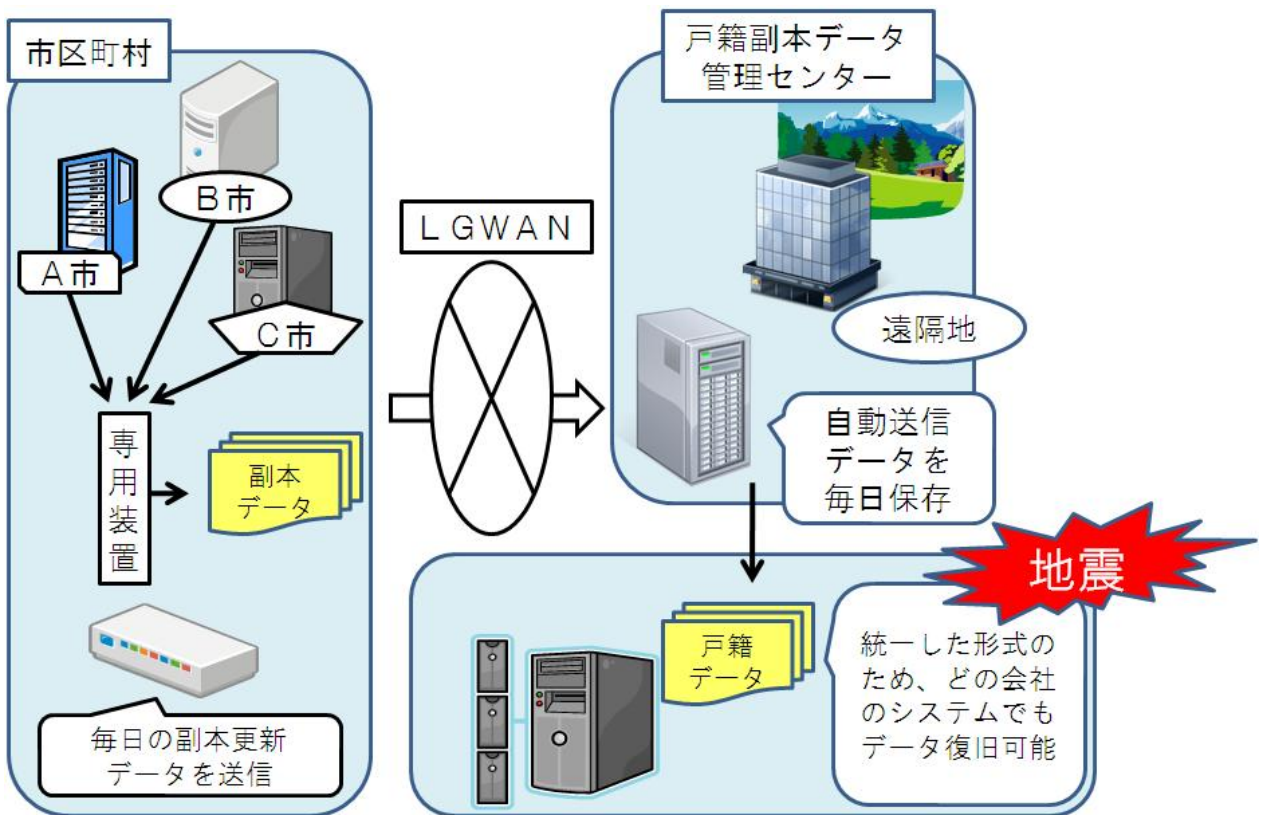 市区町村
B市
A市
C市
専用装置
副本
データ
毎日の副本更新
データを送信
LGWAN
戸籍副本データ
管理センター
遠隔地
自動送信
データを
毎日保存
地震
戸籍
データ
統一した形式の
ため、どの会社
のシステムでも
データ復旧可能